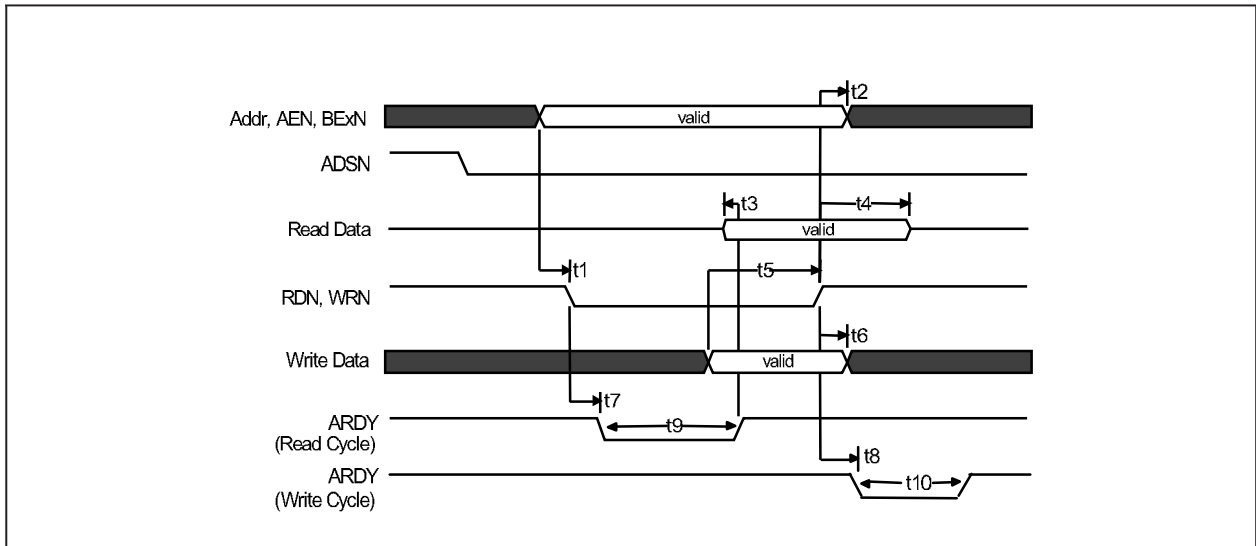 t2
Addr, AEN, BExN
valid
ADSN
t3
t4
Read Data
valid
t1
t5
RDN, WRN
t6
Write Data
valid
t7
ARDY
(Read Cycle)
t9
t8
ARDY
(Write Cycle)
t10